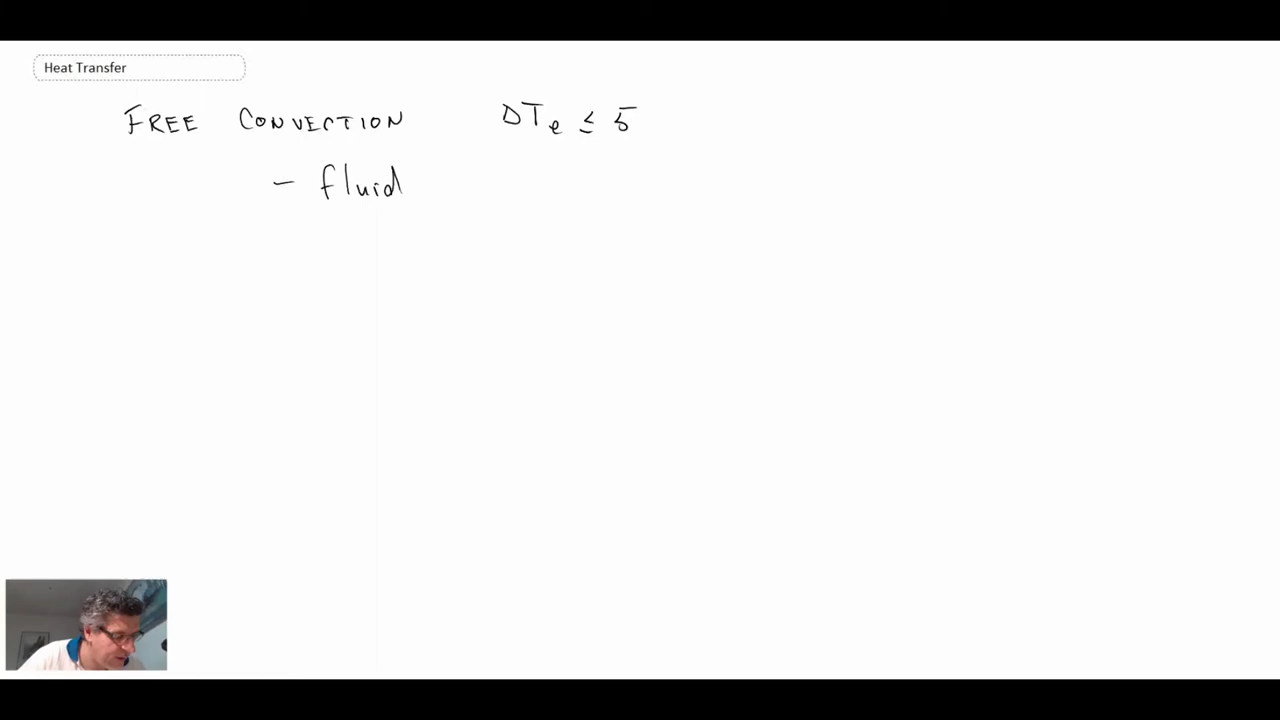 Heat Transfer
FREE CONVECTION ΔTe ≤ 5
- fluid